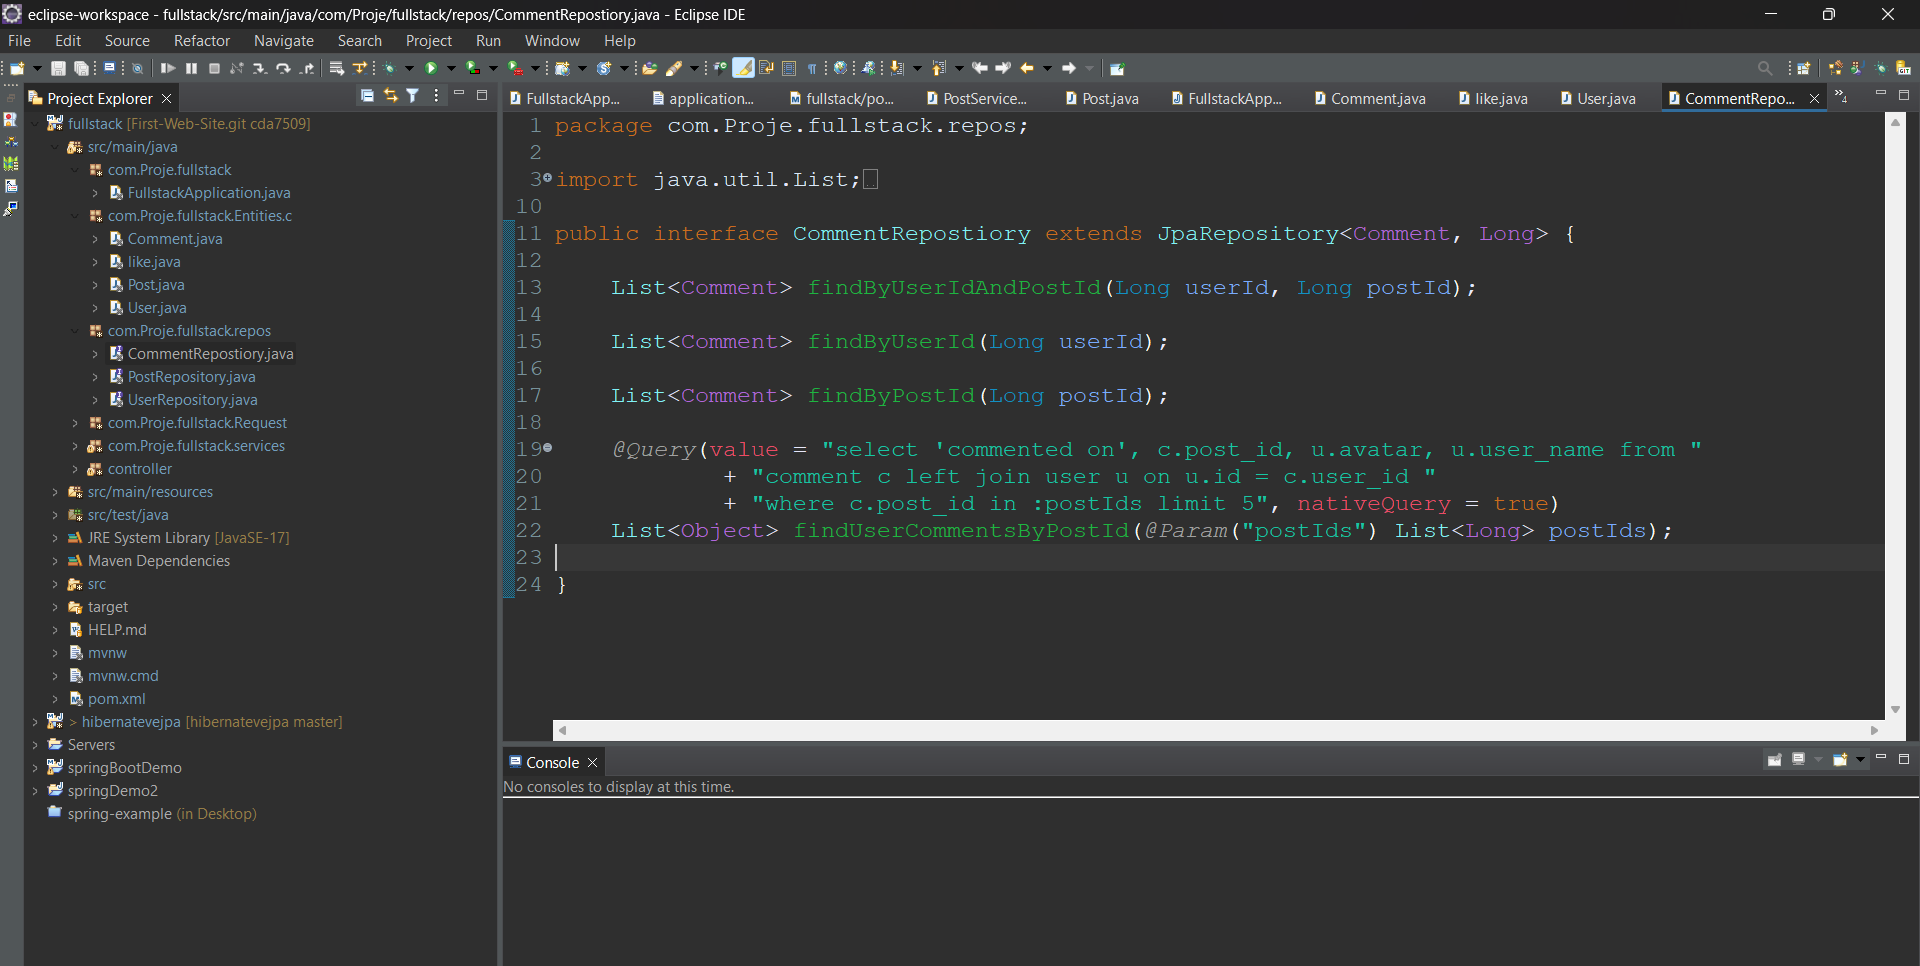 eclipse-workspace - fullstack/src/main/java/com/Proje/fullstack/repos/CommentRepostiory.java - Eclipse IDE
File Edit Source Refactor Navigate Search Project Run Window Help
Project Explorer
fullstack [First-Web-Site.git cda7509]
src/main/java
com.Proje.fullstack
FullstackApplication.java
com.Proje.fullstack.Entities.c
Comment.java
like.java
Post.java
User.java
com.Proje.fullstack.repos
CommentRepostiory.java
PostRepository.java
UserRepository.java
com.Proje.fullstack.Request
com.Proje.fullstack.services
controller
src/main/resources
src/test/java
JRE System Library [JavaSE-17]
Maven Dependencies
src
target
HELP.md
mvnw
mvnw.cmd
pom.xml
> hibernatevejpa [hibernatevejpa master]
Servers
springBootDemo
springDemo2
spring-example (in Desktop)
FullstackApp... application... fullstack/po... PostService... Post.java FullstackApp... Comment.java like.java User.java CommentRepo... »4
1 package com.Proje.fullstack.repos;
2
3 import java.util.List;
10
11 public interface CommentRepostiory extends JpaRepository<Comment, Long> {
12
13 List<Comment> findByUserIdAndPostId(Long userId, Long postId);
14
15 List<Comment> findByUserId(Long userId);
16
17 List<Comment> findByPostId(Long postId);
18
19 @Query(value = "select 'commented on', c.post_id, u.avatar, u.user_name from "
20 + "comment c left join user u on u.id = c.user_id "
21 + "where c.post_id in :postIds limit 5", nativeQuery = true)
22 List<Object> findUserCommentsByPostId(@Param("postIds") List<Long> postIds);
23
24 }
Console
No consoles to display at this time.